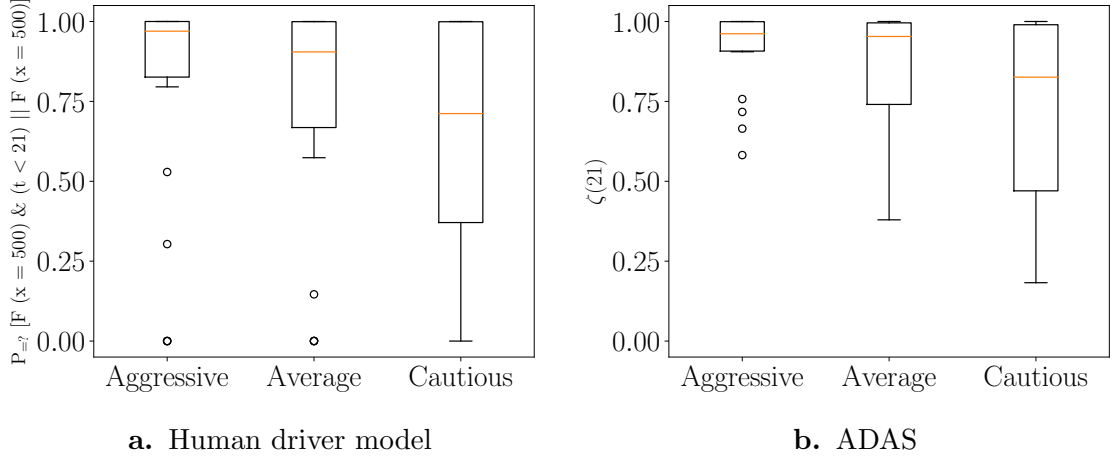 P=? [F (x = 500) & (t < 21) || F (x = 500)]
1.00
0.75
0.50
0.25
0.00
Aggressive Average Cautious
a. Human driver model
ζ(21)
1.00
0.75
0.50
0.25
0.00
Aggressive Average Cautious
b. ADAS